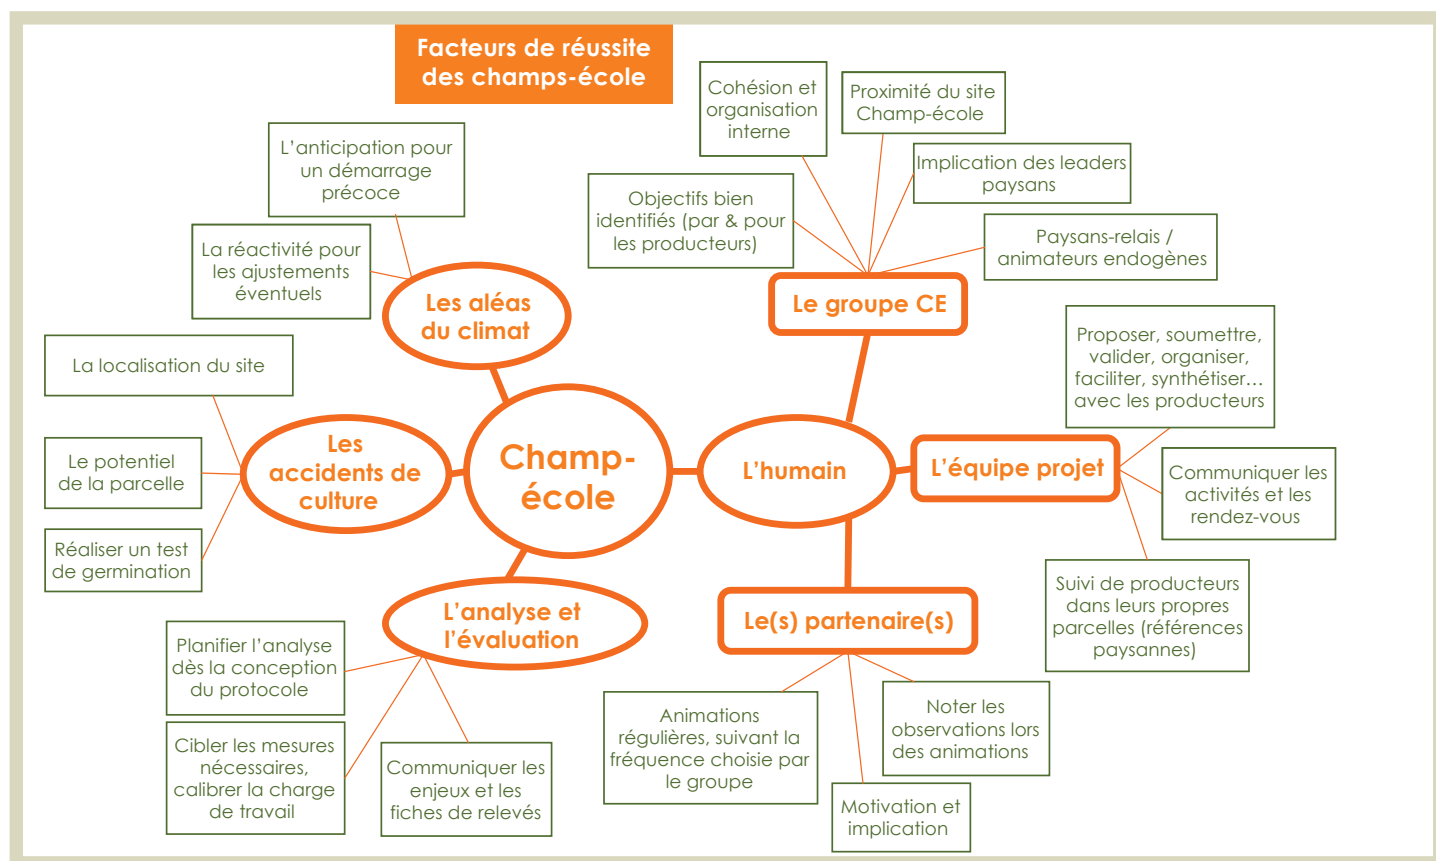 Facteurs de réussite
des champs-école
Cohésion et
organisation
interne
Proximité du site
Champ-école
Implication des leaders
paysans
Objectifs bien
identifiés (par & pour
les producteurs)
Paysans-relais /
animateurs endogènes
L’anticipation pour
un démarrage
précoce
La réactivité pour
les ajustements
éventuels
Les aléas
du climat
Le groupe CE
La localisation du site
Le potentiel
de la parcelle
Réaliser un test
de germination
Les
accidents de
culture
Champ-
école
L’humain
L’équipe projet
Proposer, soumettre,
valider, organiser,
faciliter, synthétiser…
avec les producteurs
Communiquer les
activités et les
rendez-vous
Suivi de producteurs
dans leurs propres
parcelles (références
paysannes)
L’analyse et
l’évaluation
Le(s) partenaire(s)
Planifier l’analyse
dès la conception
du protocole
Cibler les mesures
nécessaires,
calibrer la charge
de travail
Communiquer les
enjeux et les
fiches de relevés
Animations
régulières, suivant la
fréquence choisie par
le groupe
Motivation et
implication
Noter les
observations lors
des animations